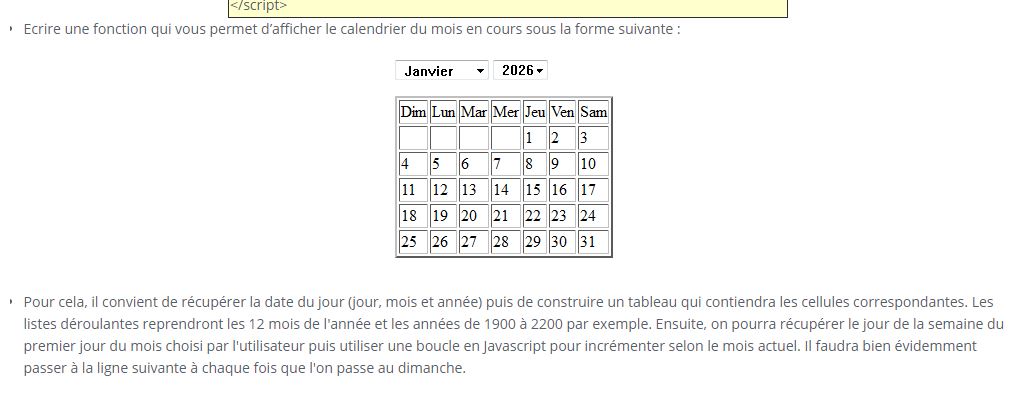 </script>
Ecrire une fonction qui vous permet d’afficher le calendrier du mois en cours sous la forme suivante :
Janvier 2026
Dim Lun Mar Mer Jeu Ven Sam
1 2 3
4 5 6 7 8 9 10
11 12 13 14 15 16 17
18 19 20 21 22 23 24
25 26 27 28 29 30 31
Pour cela, il convient de récupérer la date du jour (jour, mois et année) puis de construire un tableau qui contiendra les cellules correspondantes. Les
listes déroulantes reprendront les 12 mois de l'année et les années de 1900 à 2200 par exemple. Ensuite, on pourra récupérer le jour de la semaine du
premier jour du mois choisi par l'utilisateur puis utiliser une boucle en Javascript pour incrémenter selon le mois actuel. Il faudra bien évidemment
passer à la ligne suivante à chaque fois que l'on passe au dimanche.